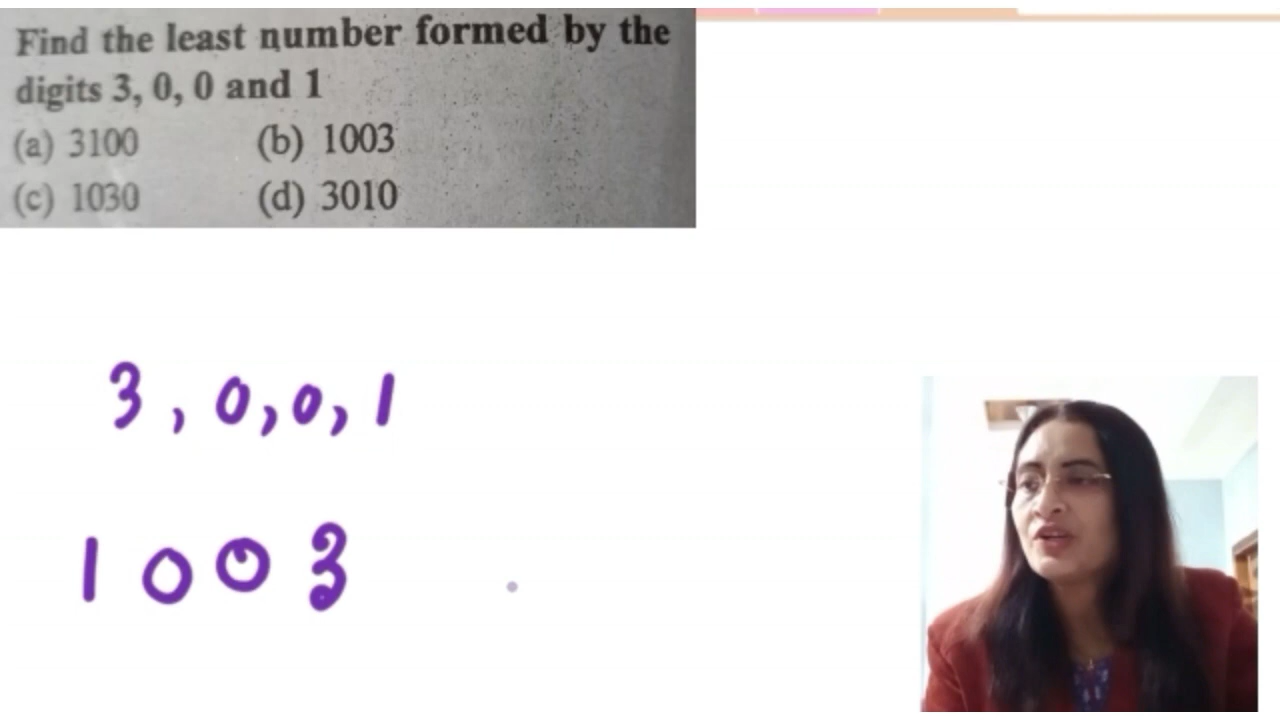 Find the least number formed by the
digits 3, 0, 0 and 1
(a) 3100 (b) 1003
(c) 1030 (d) 3010
3, 0, 0, 1
1 0 0 3